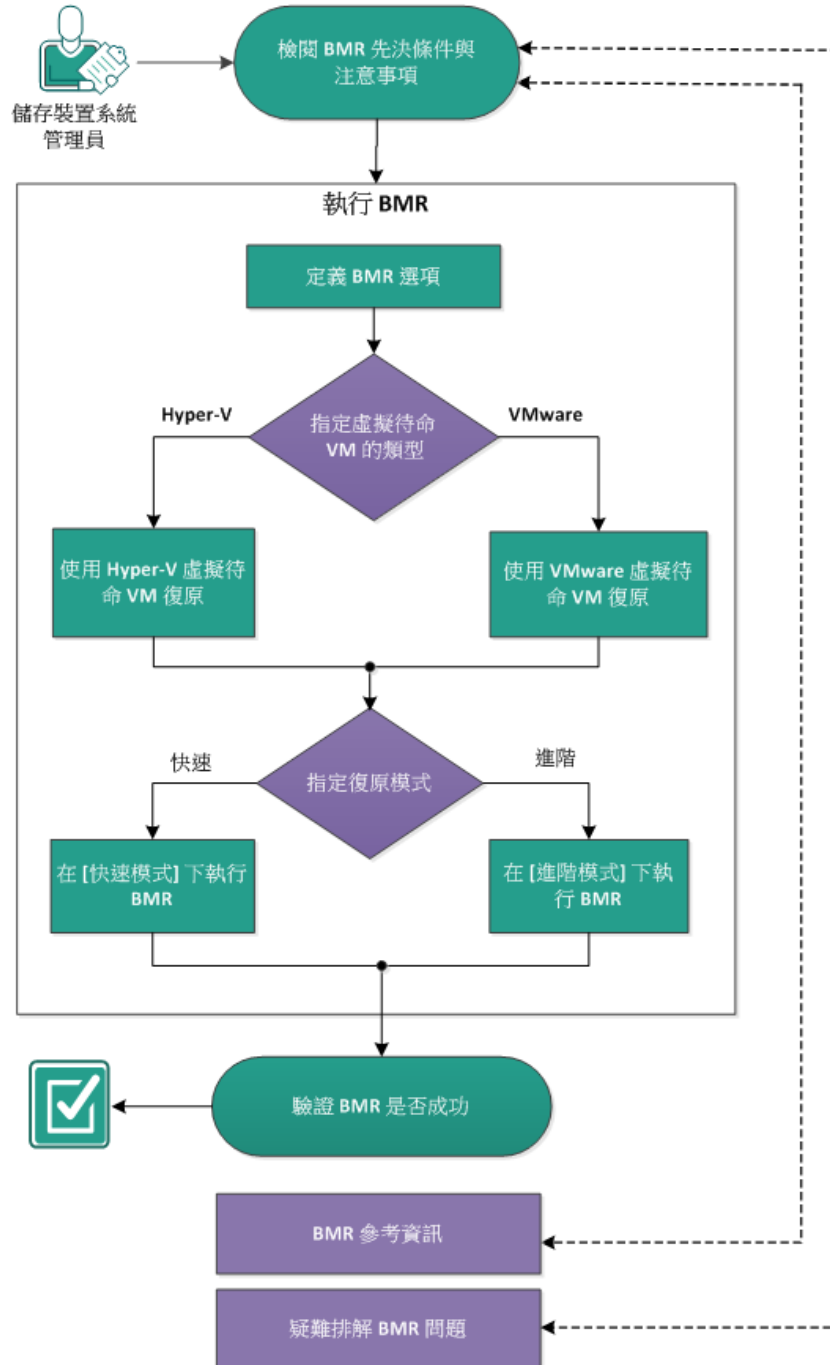 檢閱 BMR 先決條件與
注意事項
儲存裝置系統
管理員
執行 BMR
定義 BMR 選項
Hyper-V
指定虛擬待命
VM 的類型
VMware
使用 Hyper-V 虛擬待
命 VM 復原
使用 VMware 虛擬待
命 VM 復原
快速
指定復原模式
進階
在 [快速模式] 下執行
BMR
在 [進階模式] 下執
行 BMR
驗證 BMR 是否成功
BMR 參考資訊
疑難排解 BMR 問題